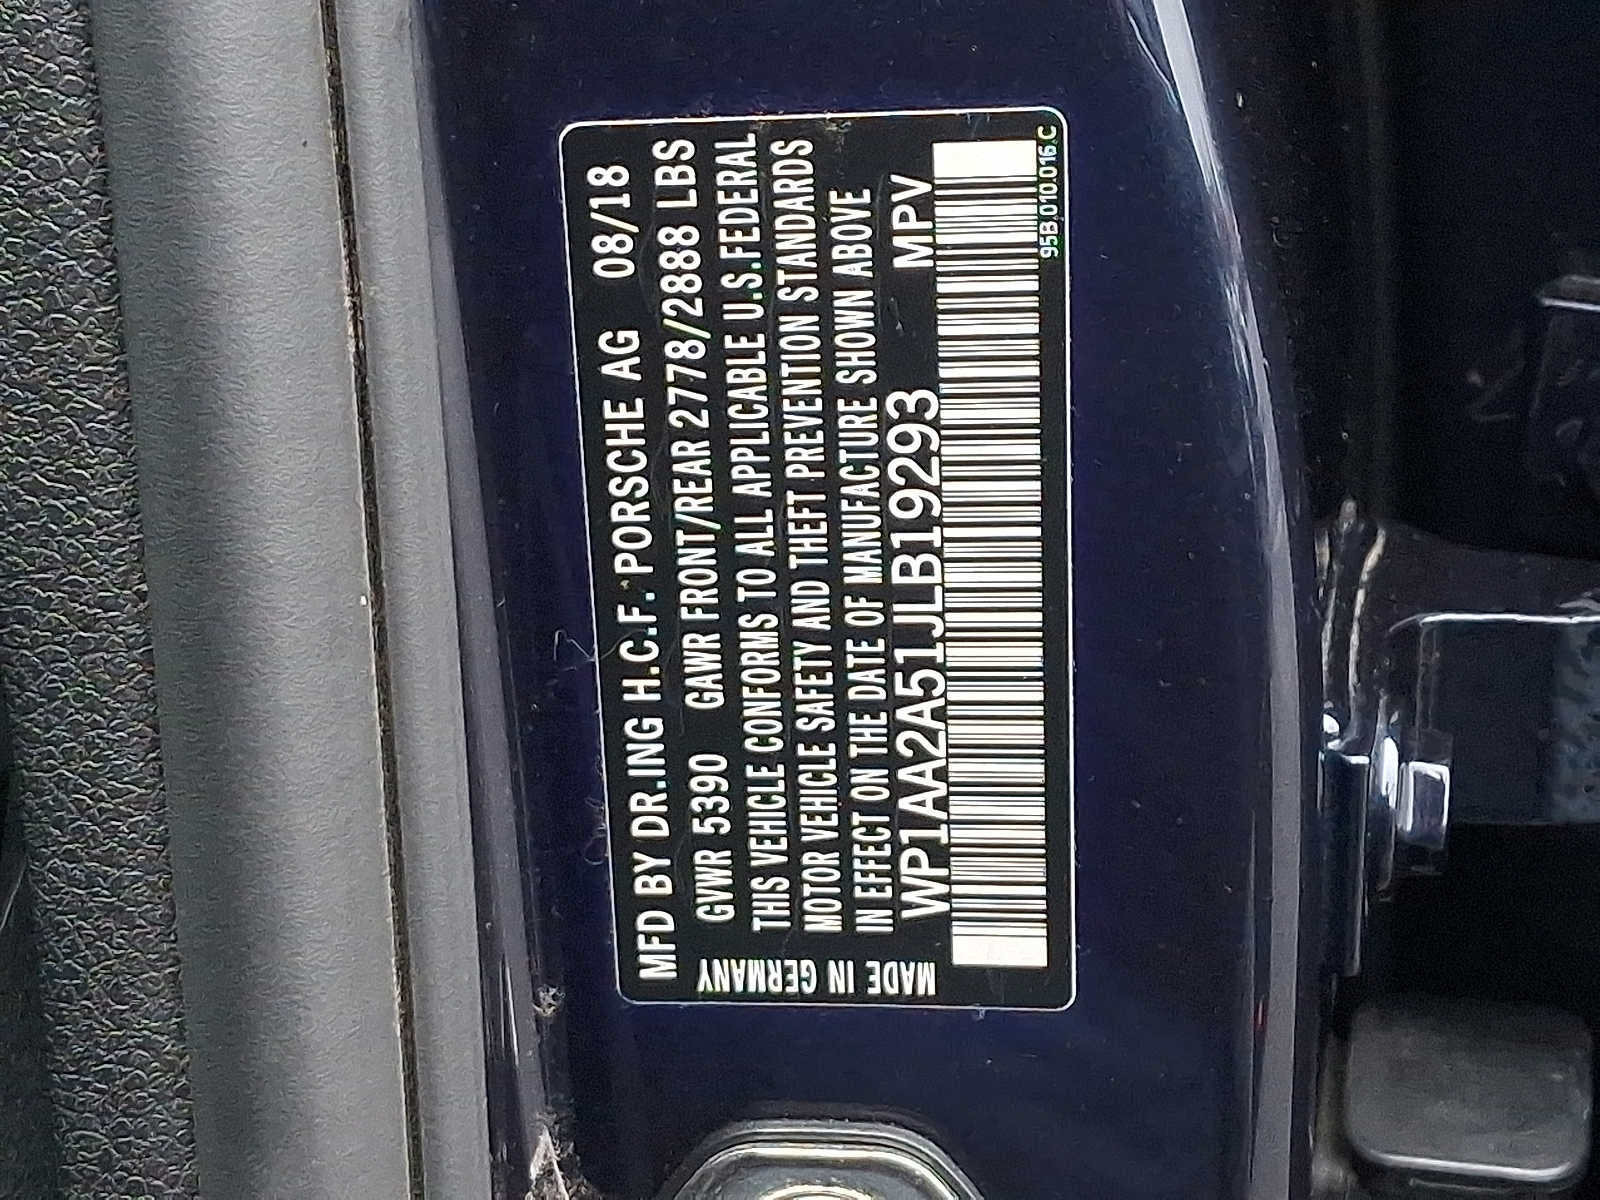 MFD BY DR.ING H.C.F. PORSCHE AG 08/18
GVWR 5390 GAWR FRONT/REAR 2778/2888 LBS
THIS VEHICLE CONFORMS TO ALL APPLICABLE U.S.FEDERAL
MOTOR VEHICLE SAFETY AND THEFT PREVENTION STANDARDS
IN EFFECT ON THE DATE OF MANUFACTURE SHOWN ABOVE
WP1AA2A51JLB19293 MPV
MADE IN GERMANY
95B.010.016.C